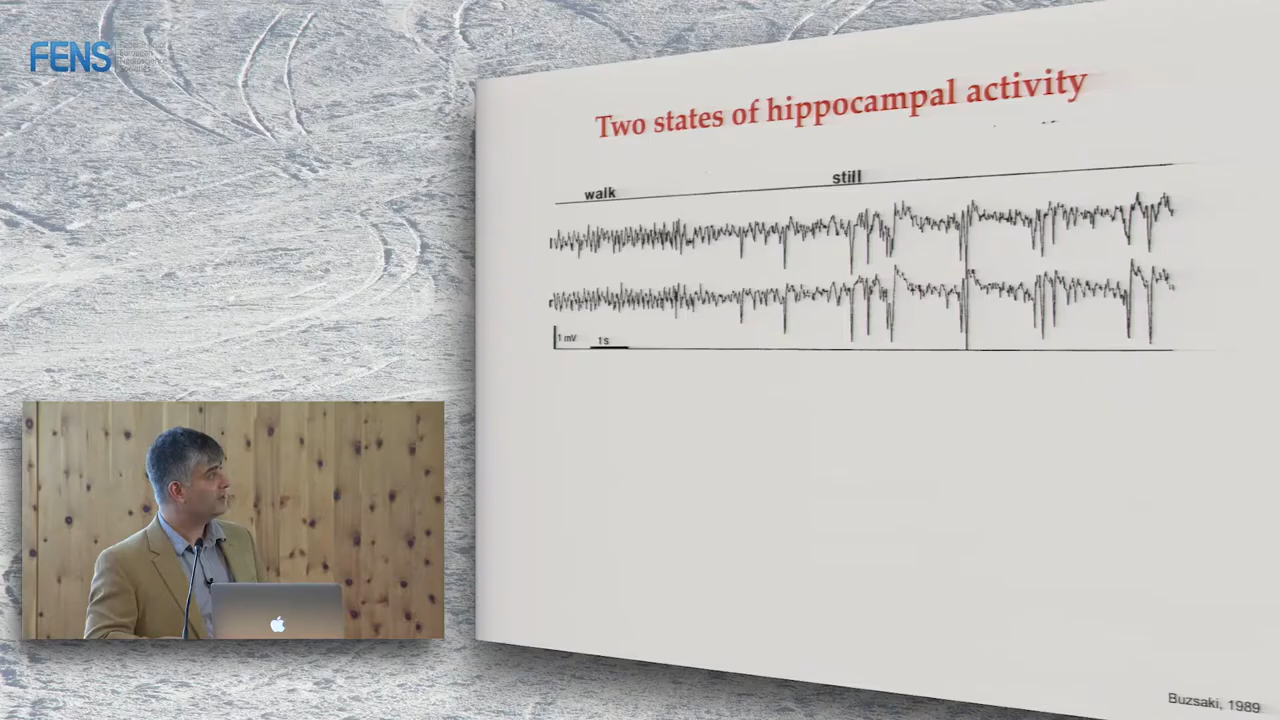 FENS
Two states of hippocampal activity
walk
still
1 mV
1s
Buzsaki, 1989